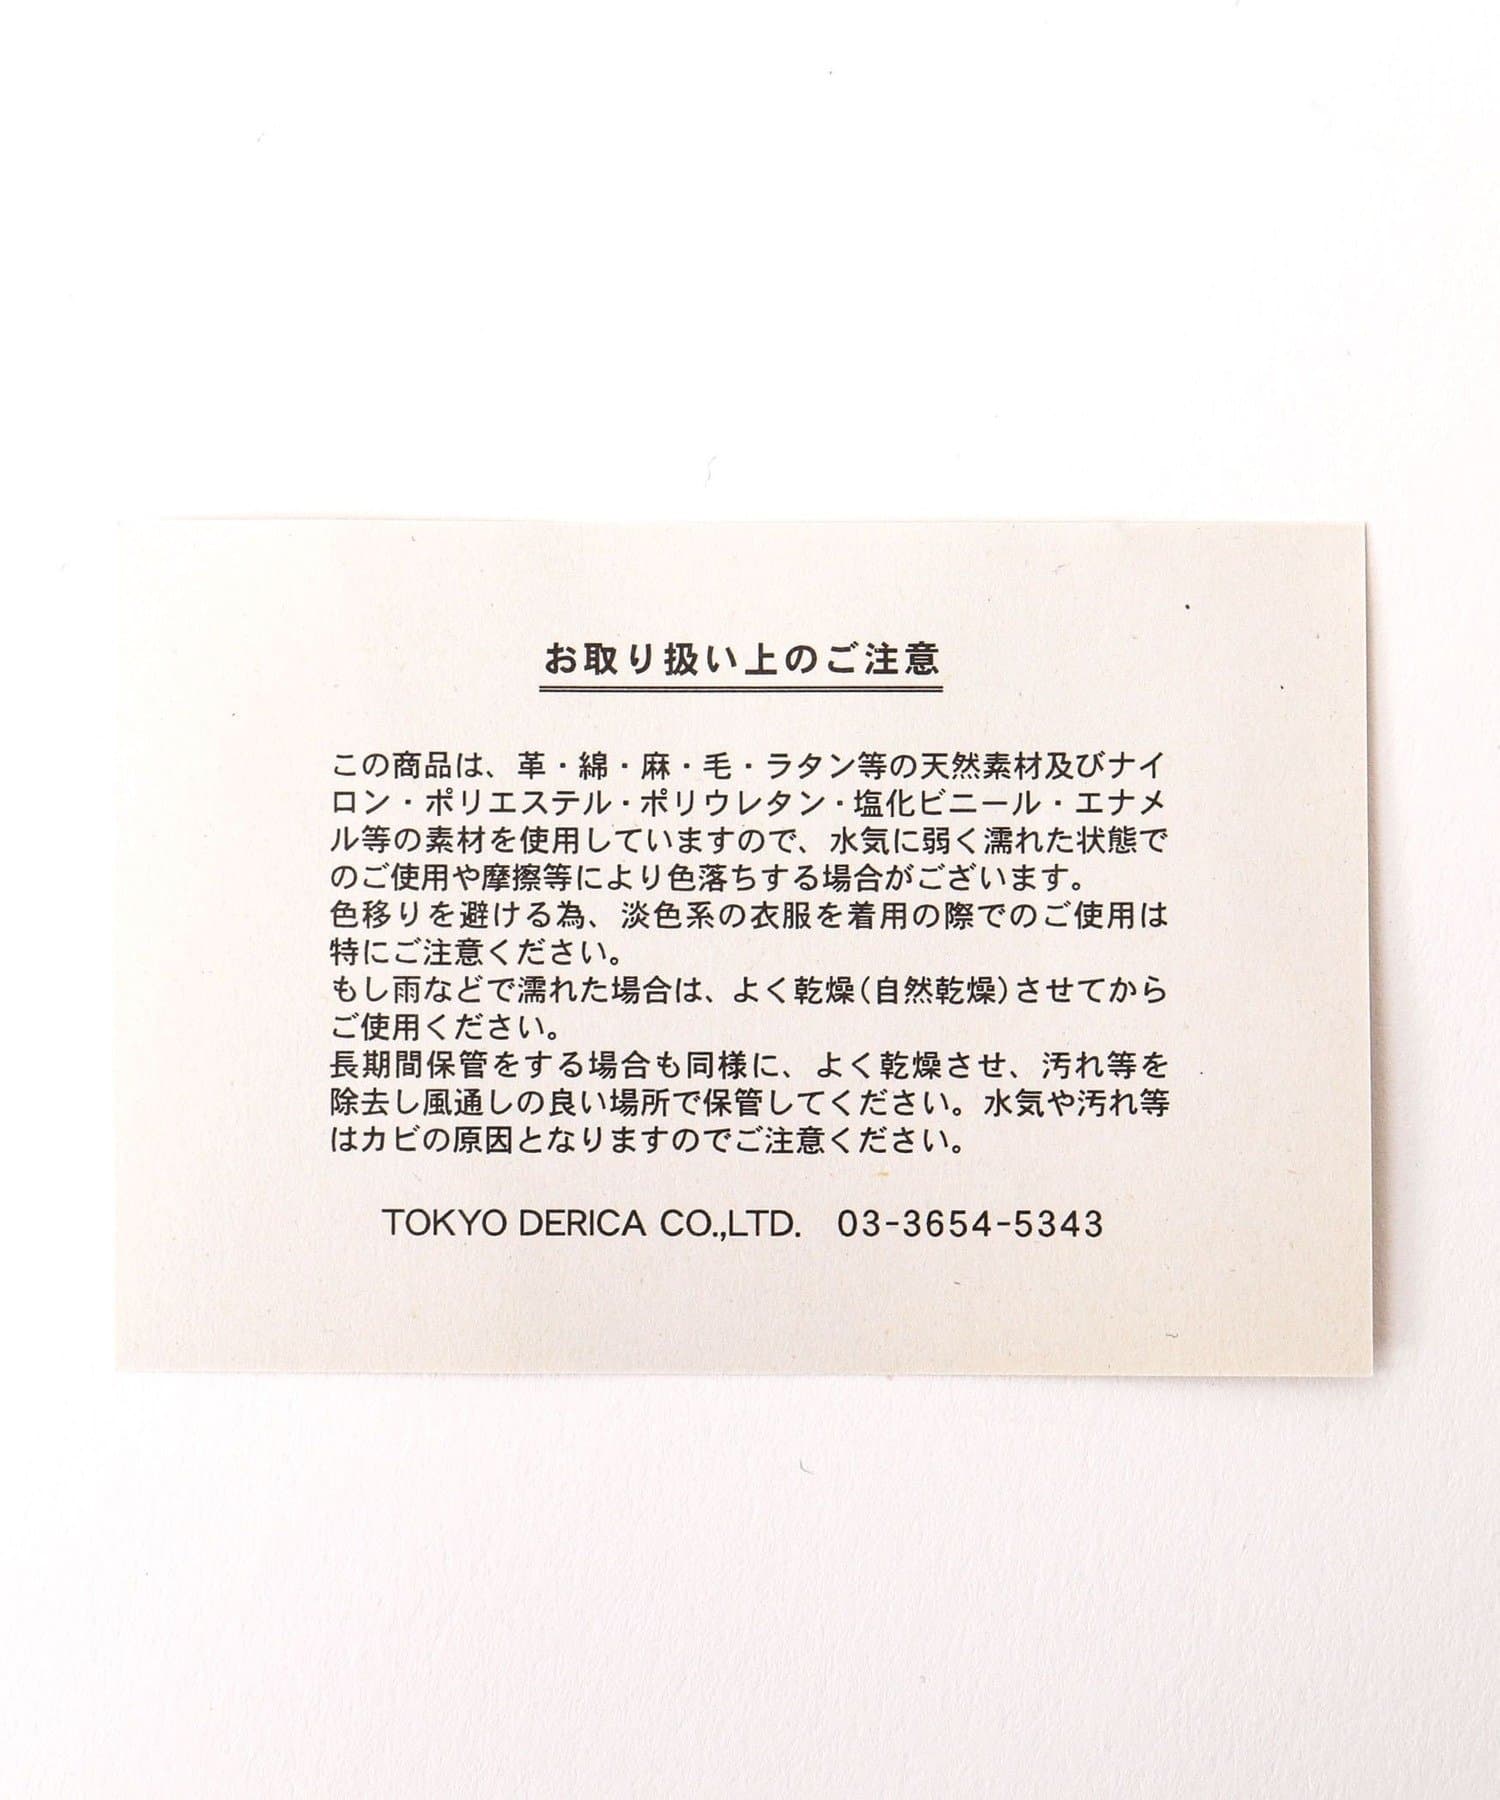 お取り扱い上のご注意
この商品は、革・綿・麻・毛・ラタン等の天然素材及びナイ
ロン・ポリエステル・ポリウレタン・塩化ビニール・エナメ
ル等の素材を使用していますので、水気に弱く濡れた状態で
のご使用や摩擦等により色落ちする場合がございます。
色移りを避ける為、淡色系の衣服を着用の際でのご使用は
特にご注意ください。
もし雨などで濡れた場合は、よく乾燥(自然乾燥)させてから
ご使用ください。
長期間保管をする場合も同様に、よく乾燥させ、汚れ等を
除去し風通しの良い場所で保管してください。水気や汚れ等
はカビの原因となりますのでご注意ください。
TOKYO DERICA CO.,LTD. 03-3654-5343